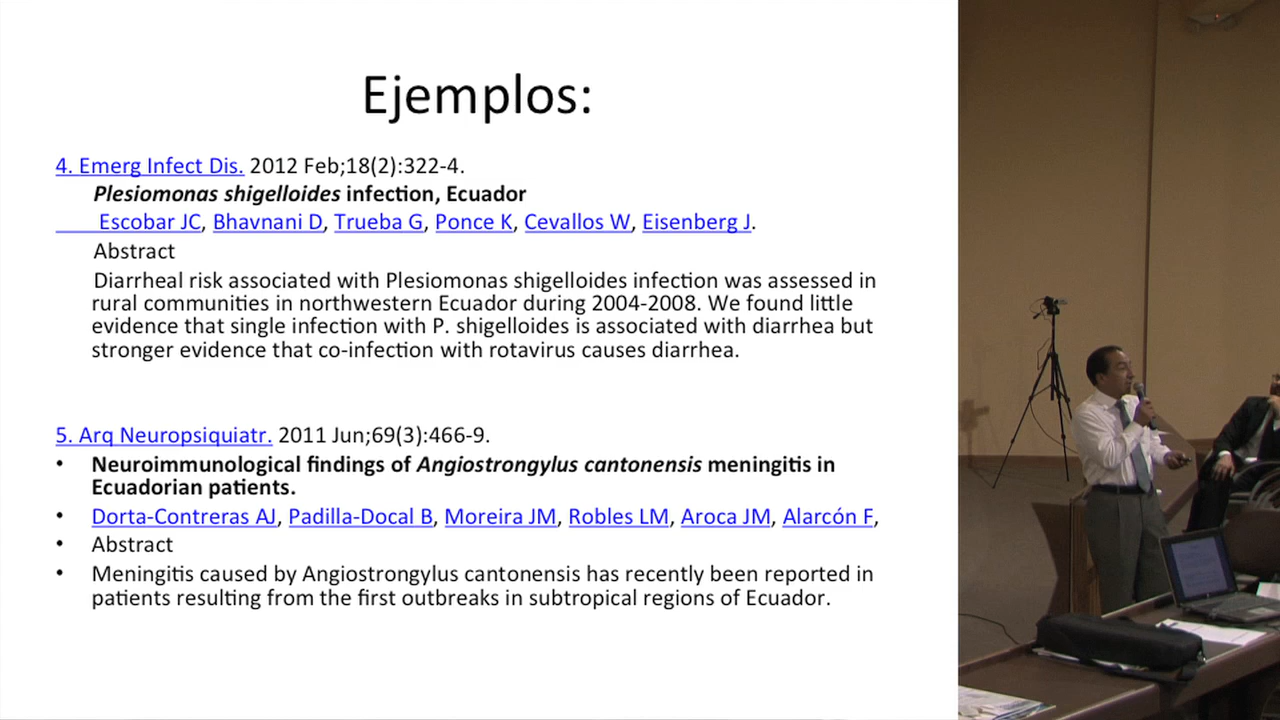 Ejemplos:
4. Emerg Infect Dis. 2012 Feb;18(2):322-4.
Plesiomonas shigelloides infection, Ecuador
Escobar JC, Bhavnani D, Trueba G, Ponce K, Cevallos W, Eisenberg J.
Abstract
Diarrheal risk associated with Plesiomonas shigelloides infection was assessed in
rural communities in northwestern Ecuador during 2004-2008. We found little
evidence that single infection with P. shigelloides is associated with diarrhea but
stronger evidence that co-infection with rotavirus causes diarrhea.
5. Arq Neuropsiquiatr. 2011 Jun;69(3):466-9.
• Neuroimmunological findings of Angiostrongylus cantonensis meningitis in
Ecuadorian patients.
• Dorta-Contreras AJ, Padilla-Docal B, Moreira JM, Robles LM, Aroca JM, Alarcón F,
• Abstract
• Meningitis caused by Angiostrongylus cantonensis has recently been reported in
patients resulting from the first outbreaks in subtropical regions of Ecuador.